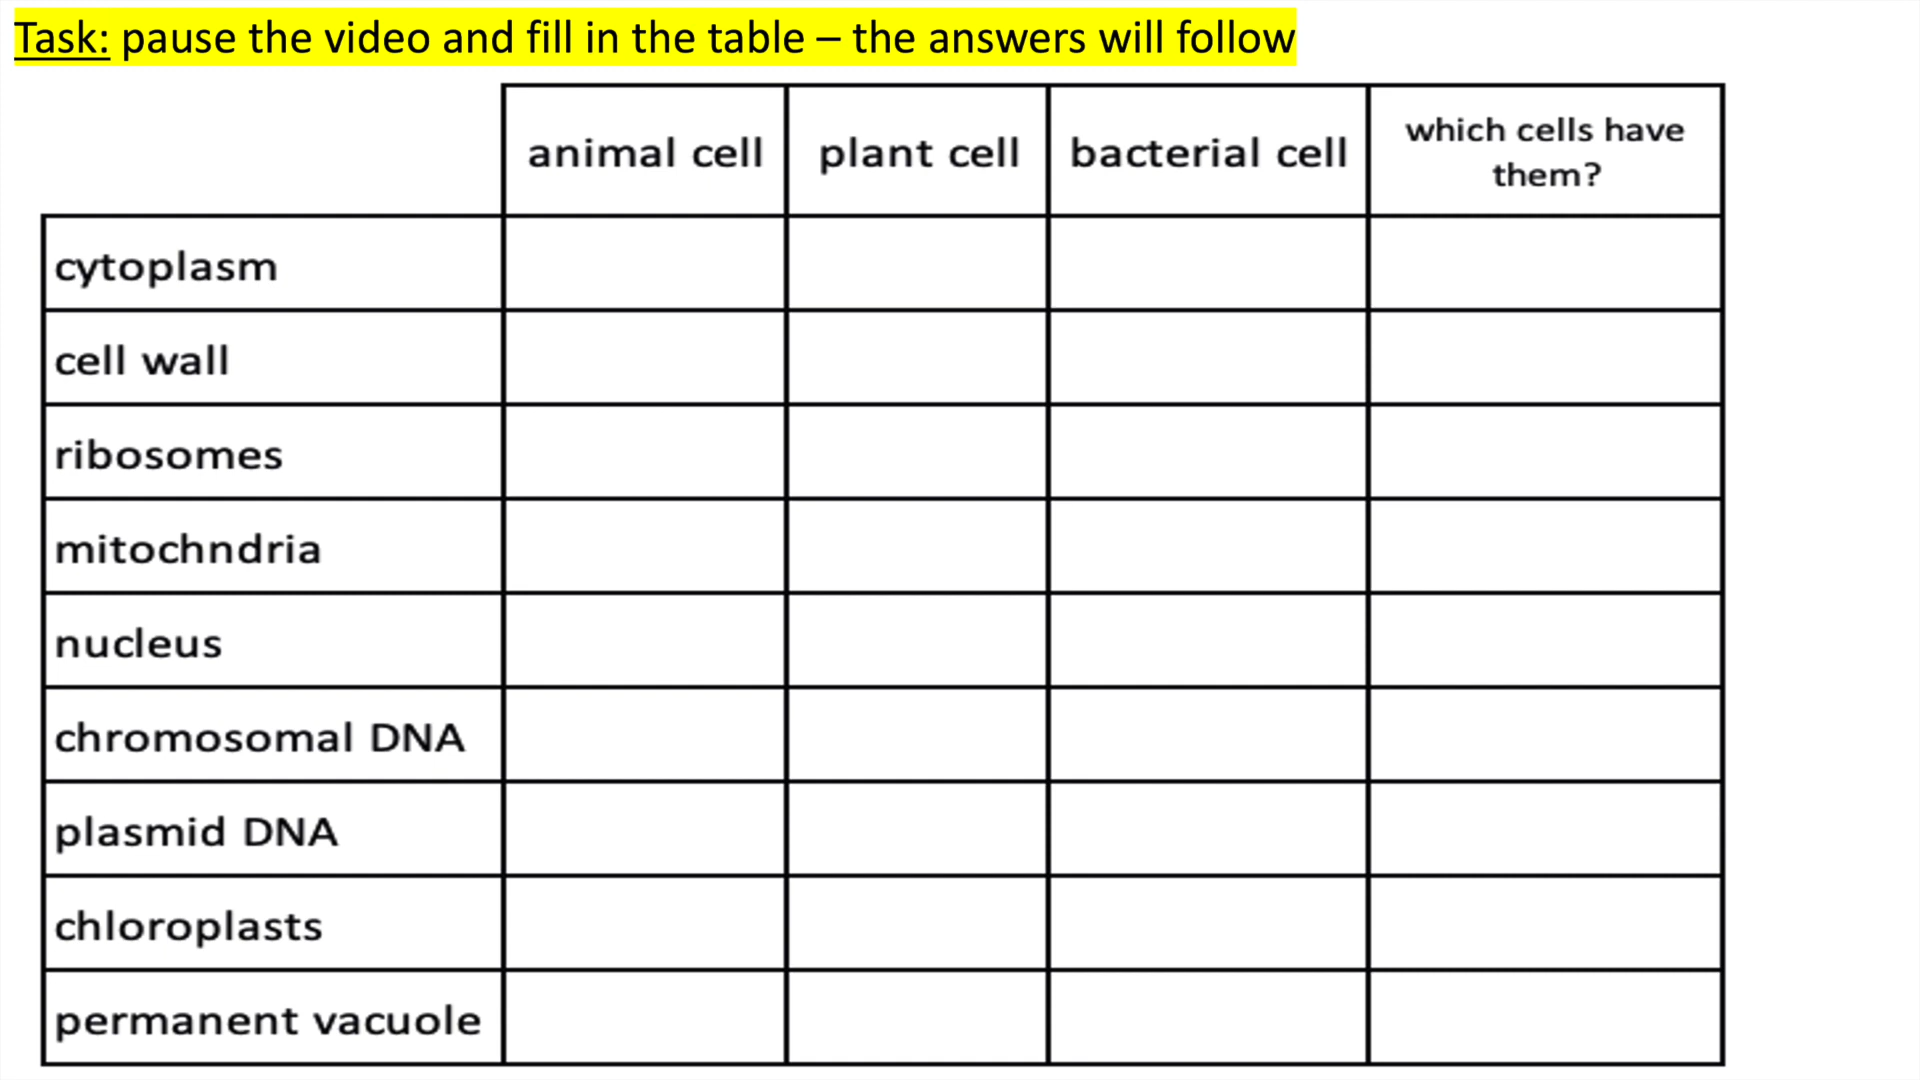 Task: pause the video and fill in the table – the answers will follow
animal cell
plant cell
bacterial cell
which cells have
them?
cytoplasm
cell wall
ribosomes
mitochndria
nucleus
chromosomal DNA
plasmid DNA
chloroplasts
permanent vacuole